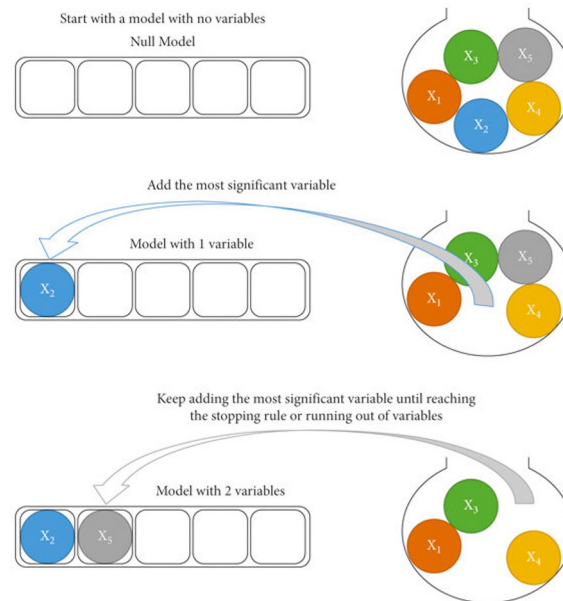 Start with a model with no variables
Null Model
X3
X5
X1
X4
X2
Add the most significant variable
Model with 1 variable
X2
X3
X5
X1
X4
Keep adding the most significant variable until reaching
the stopping rule or running out of variables
Model with 2 variables
X2
X5
X3
X1
X4